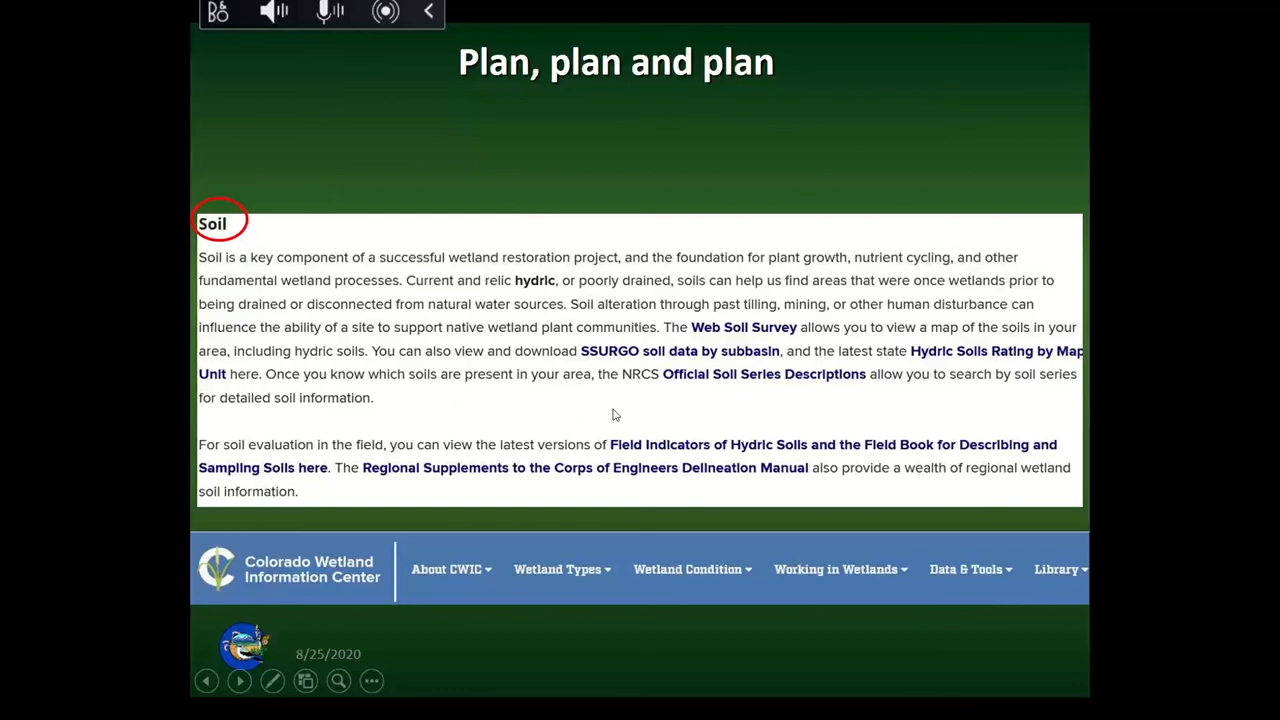 Plan, plan and plan
Soil
Soil is a key component of a successful wetland restoration project, and the foundation for plant growth, nutrient cycling, and other
fundamental wetland processes. Current and relic hydric, or poorly drained, soils can help us find areas that were once wetlands prior to
being drained or disconnected from natural water sources. Soil alteration through past tilling, mining, or other human disturbance can
influence the ability of a site to support native wetland plant communities. The Web Soil Survey allows you to view a map of the soils in your
area, including hydric soils. You can also view and download SSURGO soil data by subbasin, and the latest state Hydric Soils Rating by Map
Unit here. Once you know which soils are present in your area, the NRCS Official Soil Series Descriptions allow you to search by soil series
for detailed soil information.
For soil evaluation in the field, you can view the latest versions of Field Indicators of Hydric Soils and the Field Book for Describing and
Sampling Soils here. The Regional Supplements to the Corps of Engineers Delineation Manual also provide a wealth of regional wetland
soil information.
Colorado Wetland
Information Center
About CWIC Wetland Types Wetland Condition Working in Wetlands Data & Tools Library
8/25/2020